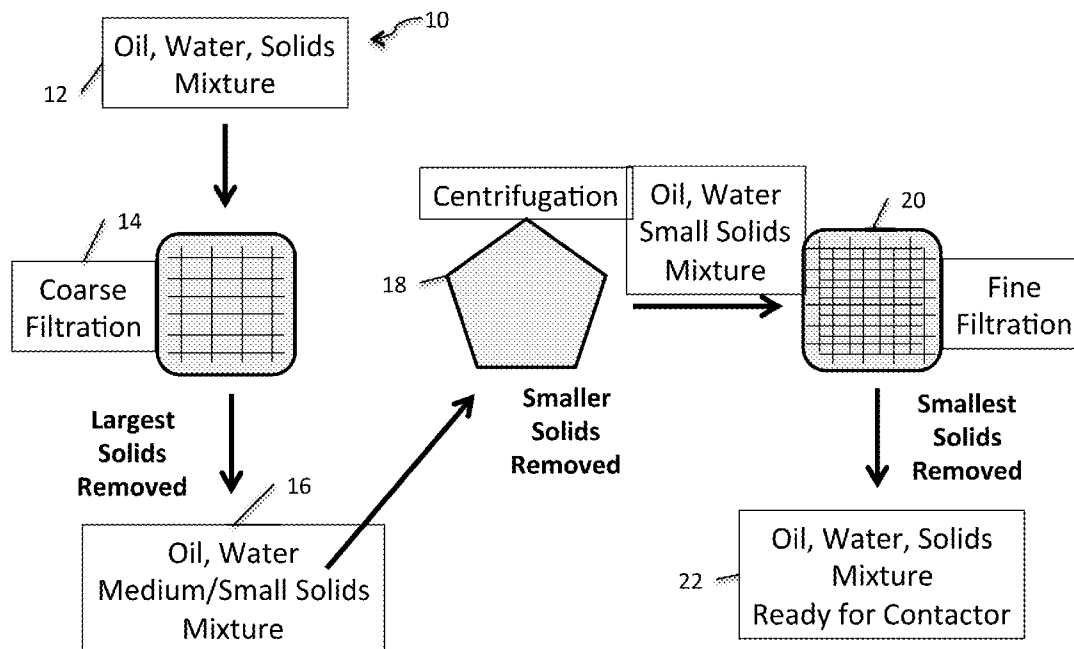 10
Oil, Water, Solids
Mixture
12
14
Coarse
Filtration
Largest
Solids
Removed
16
Oil, Water
Medium/Small Solids
Mixture
Centrifugation
18
Smaller
Solids
Removed
Oil, Water
Small Solids
Mixture
20
Fine
Filtration
Smallest
Solids
Removed
22
Oil, Water, Solids
Mixture
Ready for Contactor